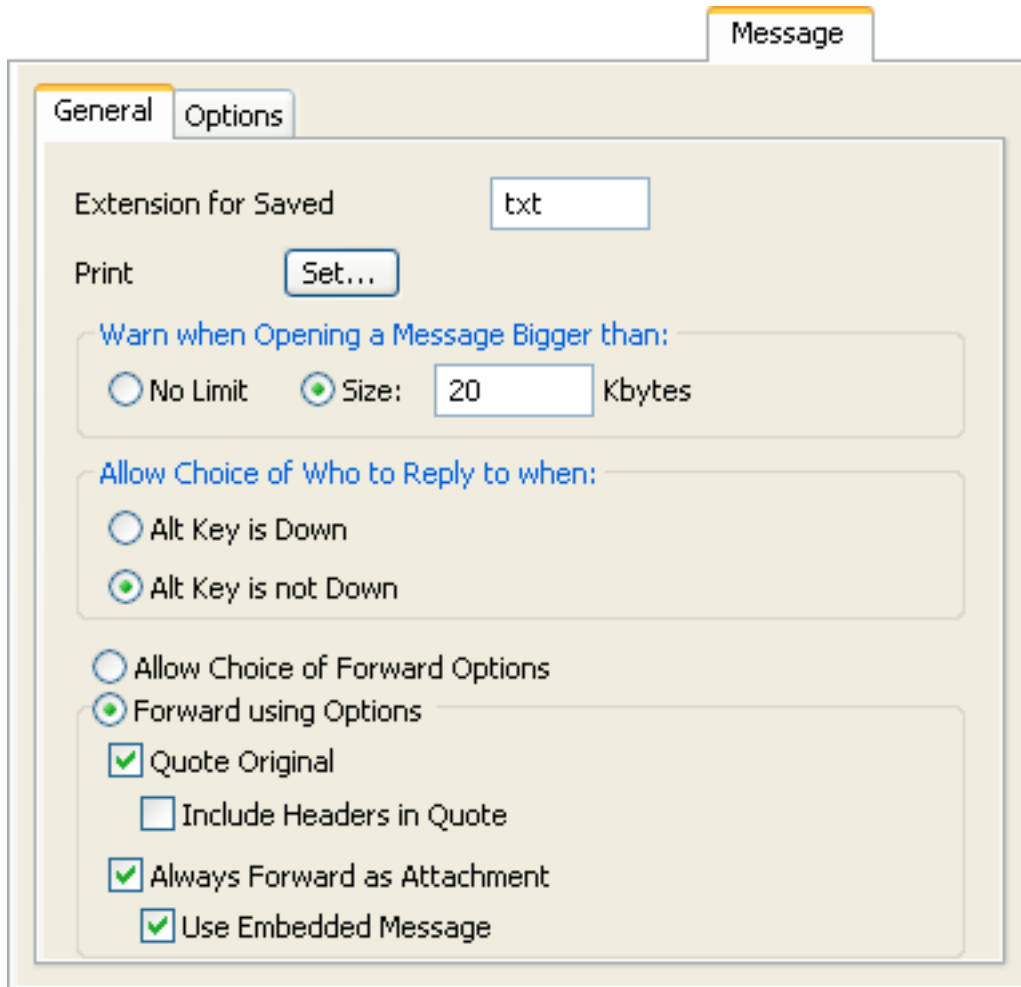 Message
General Options
Extension for Saved txt
Print Set...
Warn when Opening a Message Bigger than:
No Limit Size: 20 Kbytes
Allow Choice of Who to Reply to when:
Alt Key is Down
Alt Key is not Down
Allow Choice of Forward Options
Forward using Options
Quote Original
Include Headers in Quote
Always Forward as Attachment
Use Embedded Message